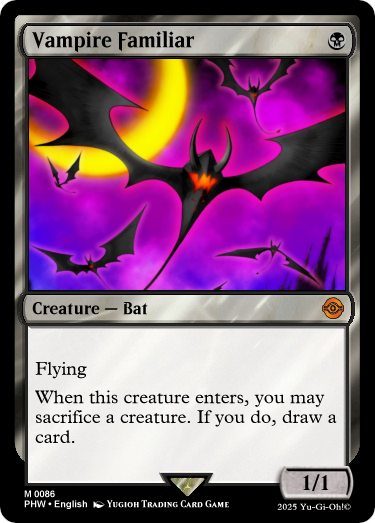 Vampire Familiar
Creature — Bat
Flying
When this creature enters, you may
sacrifice a creature. If you do, draw a
card.
1/1
M 0086
PHW • English Yugioh Trading Card Game
2025 Yu-Gi-Oh!©